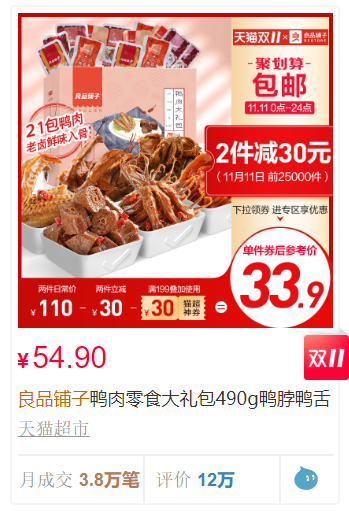 天猫双11 × 良品铺子
BESTORE
聚划算
包邮
11.11 0点–24点
良品铺子
鸭肉大礼包
21包鸭肉
老卤鲜味入骨
2件减30元
(11月11日 前25000件)
下拉领券 进专区享优惠
单件券后参考价
33.9
两件日常价 两件立减 满199叠加使用
¥110 – ¥30 – ¥30 猫超神券 =
¥54.90
双11
良品铺子鸭肉零食大礼包490g鸭脖鸭舌
天猫超市
月成交 3.8万笔 评价 12万